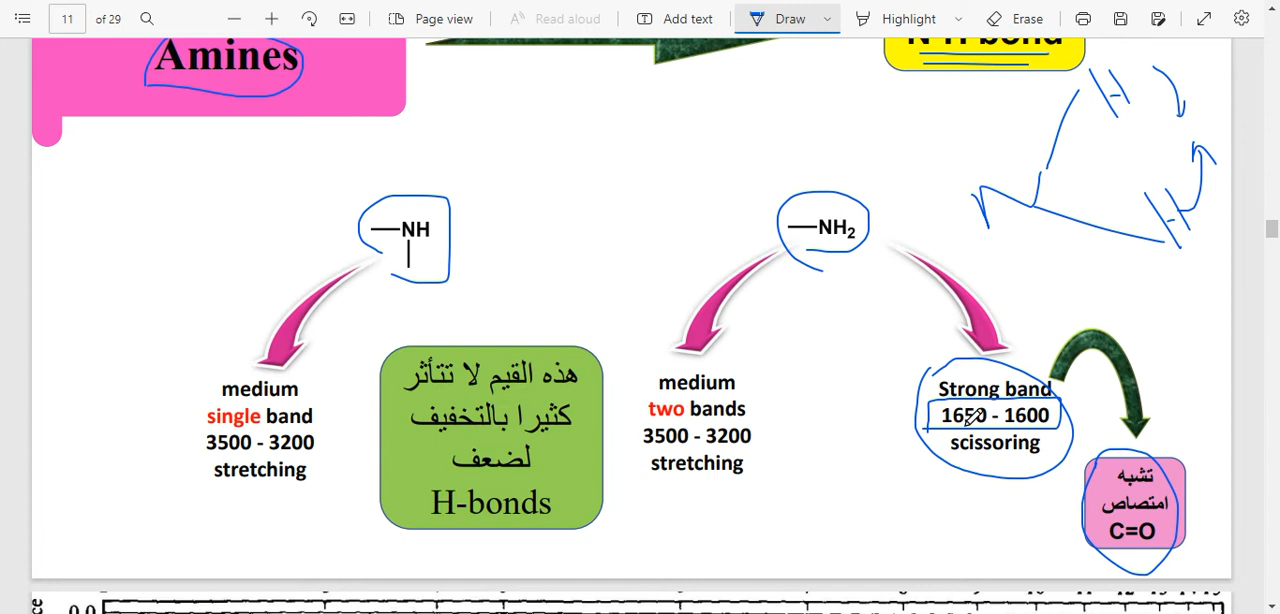 11 of 29
Page view
Read aloud
Add text
Draw
Highlight
Erase
Amines
N-H bond
H
N
H
—NH
—NH₂
medium
single band
3500 - 3200
stretching
هذه القيم لا تتأثر
كثيرا بالتخفيف
لضعف
H-bonds
medium
two bands
3500 - 3200
stretching
Strong band
1650 - 1600
scissoring
تشبه
امتصاص
C=O
0.0